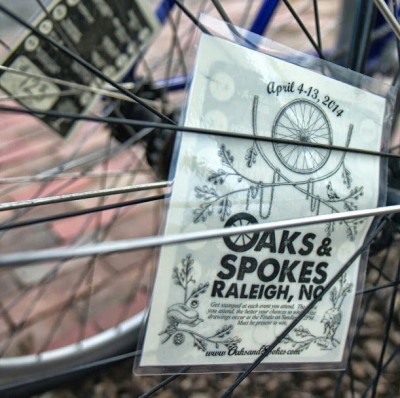 April 4-13, 2014
OAKS &
SPOKES
RALEIGH, NC
Get stamped at each event you attend. The
you attend, the better your chances to
drawings occur at the Finale on Sunday
Must be present to win.
www.OaksandSpokes.com